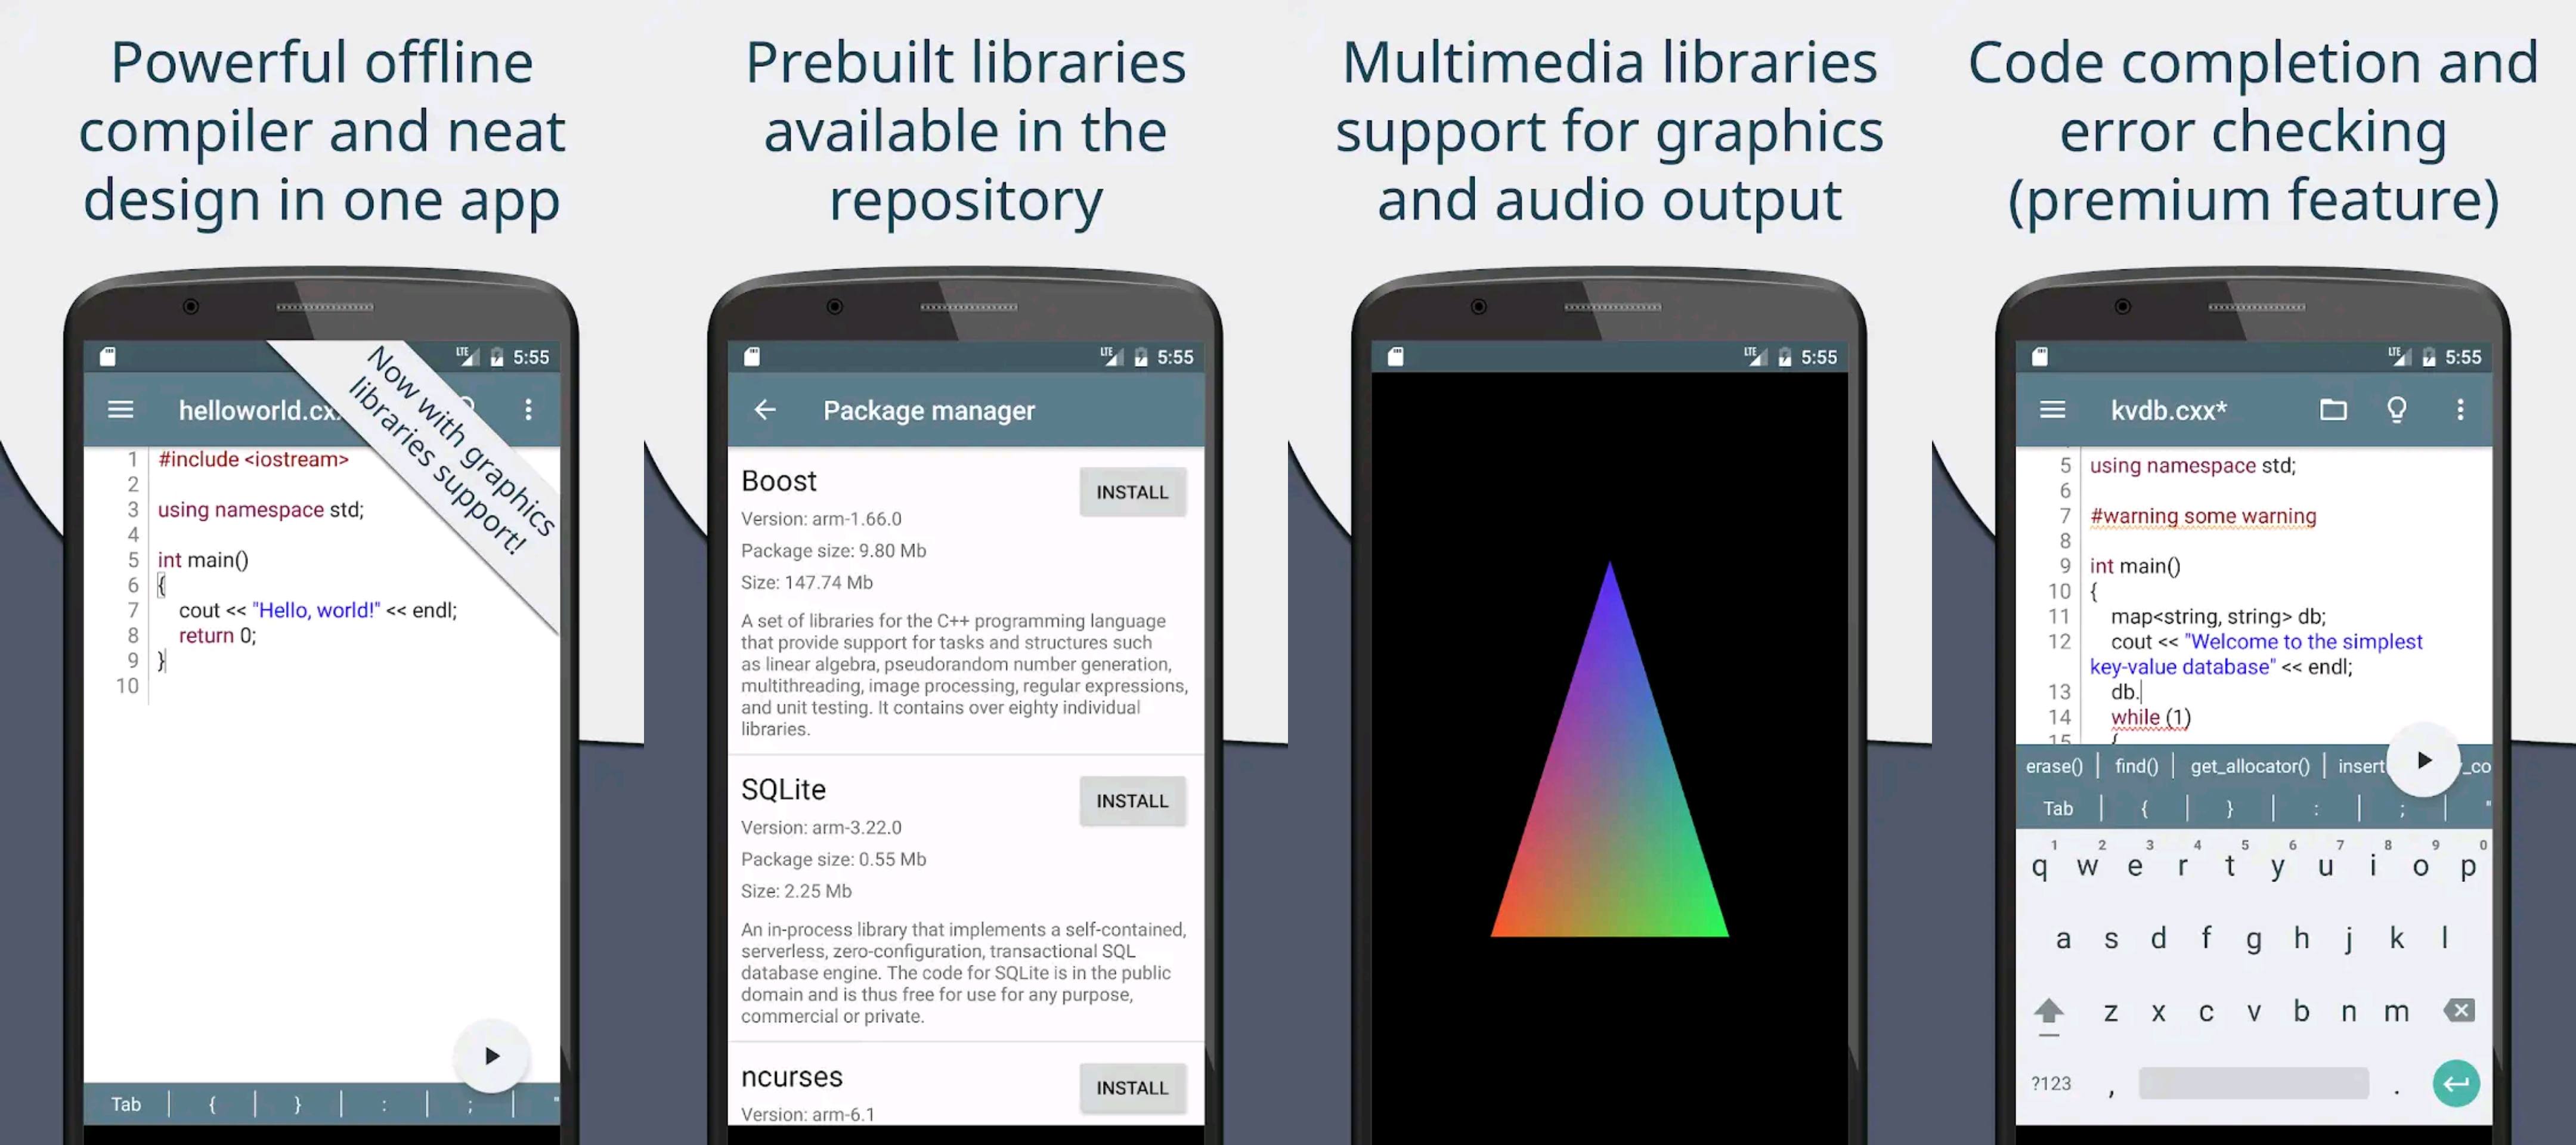 Powerful offline
compiler and neat
design in one app
LTE 5:55
helloworld.cx
Now with graphics
libraries support!
1 #include <iostream>
2
3 using namespace std;
4
5 int main()
6 {
7 cout << "Hello, world!" << endl;
8 return 0;
9 }
10
Tab | { | } | : | ; | "
Prebuilt libraries
available in the
repository
LTE 5:55
Package manager
Boost
INSTALL
Version: arm-1.66.0
Package size: 9.80 Mb
Size: 147.74 Mb
A set of libraries for the C++ programming language
that provide support for tasks and structures such
as linear algebra, pseudorandom number generation,
multithreading, image processing, regular expressions,
and unit testing. It contains over eighty individual
libraries.
SQLite
INSTALL
Version: arm-3.22.0
Package size: 0.55 Mb
Size: 2.25 Mb
An in-process library that implements a self-contained,
serverless, zero-configuration, transactional SQL
database engine. The code for SQLite is in the public
domain and is thus free for use for any purpose,
commercial or private.
ncurses
INSTALL
Version: arm-6.1
Multimedia libraries
support for graphics
and audio output
LTE 5:55
Code completion and
error checking
(premium feature)
LTE 5:55
kvdb.cxx*
5 using namespace std;
6
7 #warning some warning
8
9 int main()
10 {
11 map<string, string> db;
12 cout << "Welcome to the simplest
key-value database" << endl;
13 db.
14 while (1)
15 {
erase() | find() | get_allocator() | insert _co
Tab | { | } | : | ; | "
1 2 3 4 5 6 7 8 9 0
q w e r t y u i o p
a s d f g h j k l
z x c v b n m
?123 , .